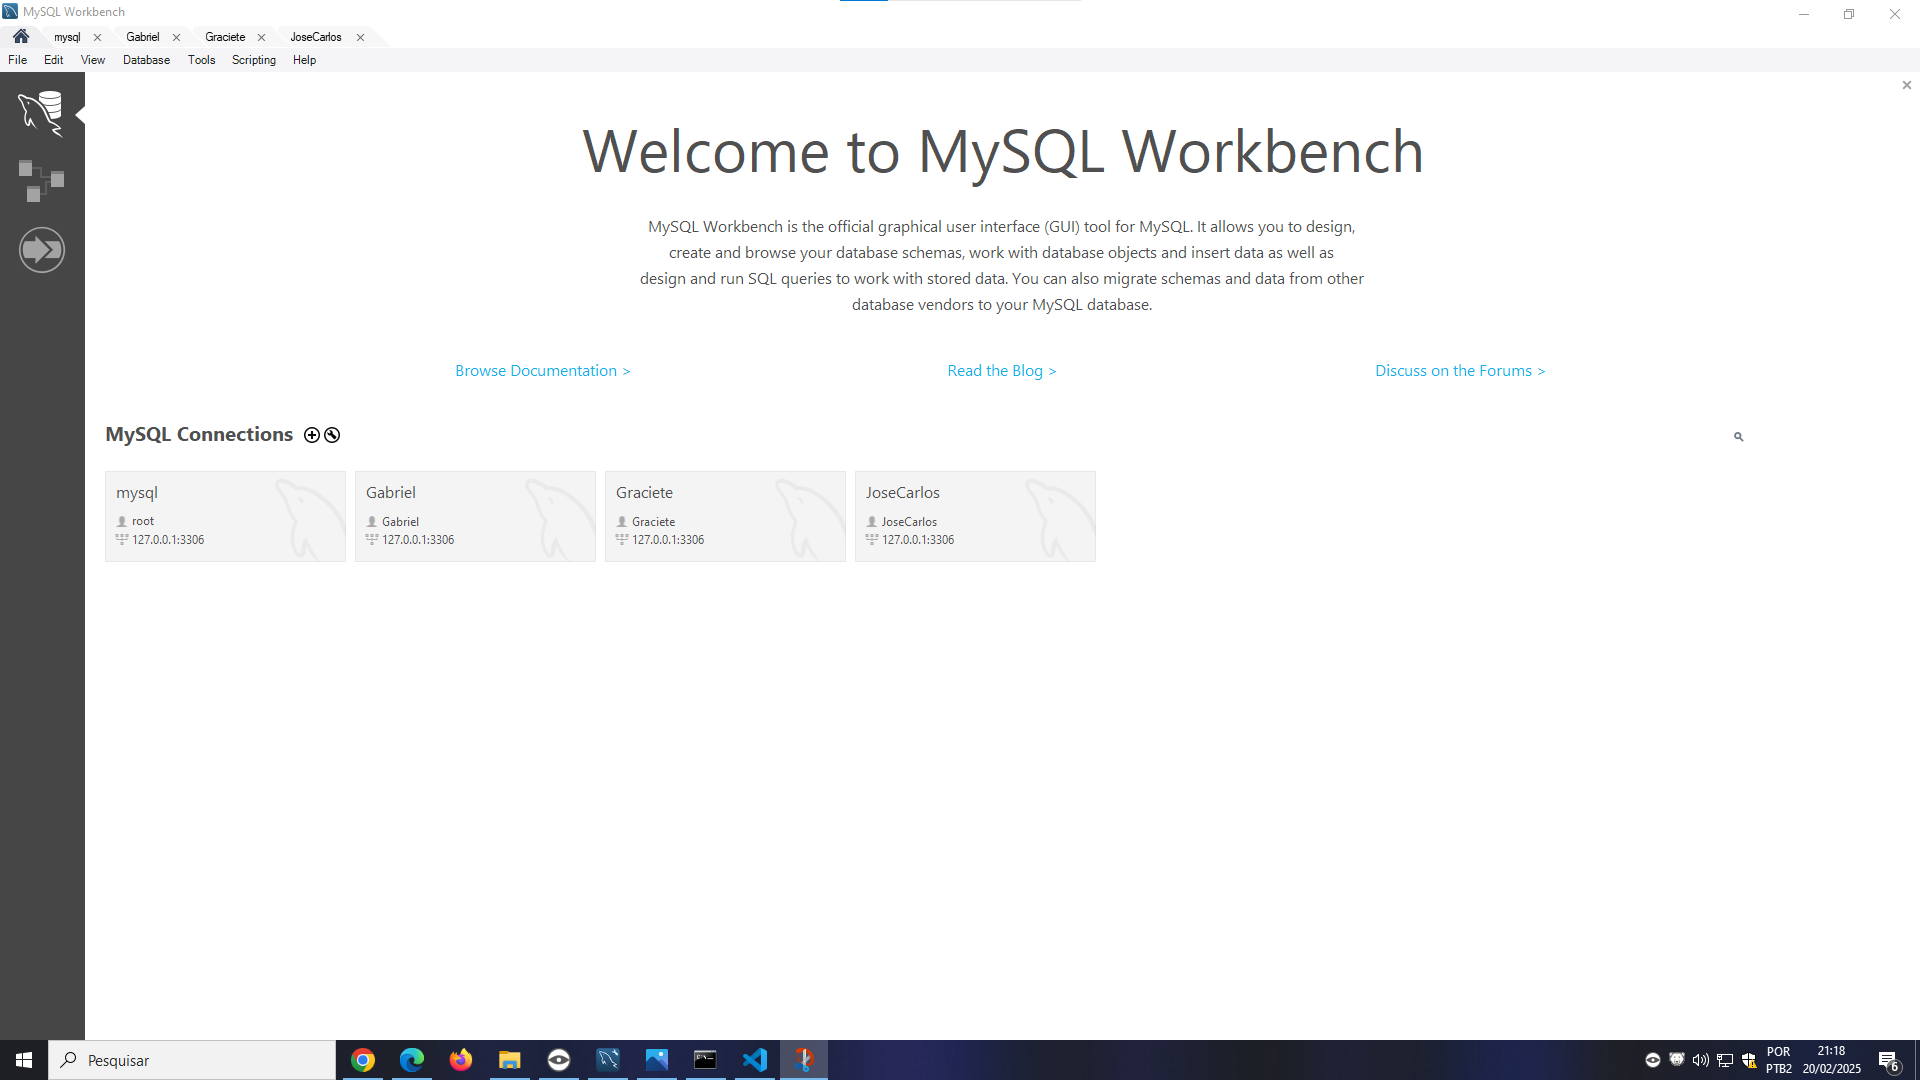 MySQL Workbench
mysql
Gabriel
Graciete
JoseCarlos
File Edit View Database Tools Scripting Help
Welcome to MySQL Workbench
MySQL Workbench is the official graphical user interface (GUI) tool for MySQL. It allows you to design,
create and browse your database schemas, work with database objects and insert data as well as
design and run SQL queries to work with stored data. You can also migrate schemas and data from other
database vendors to your MySQL database.
Browse Documentation >
Read the Blog >
Discuss on the Forums >
MySQL Connections
mysql
root
127.0.0.1:3306
Gabriel
Gabriel
127.0.0.1:3306
Graciete
Graciete
127.0.0.1:3306
JoseCarlos
JoseCarlos
127.0.0.1:3306
Pesquisar
POR
PTB2
21:18
20/02/2025
6